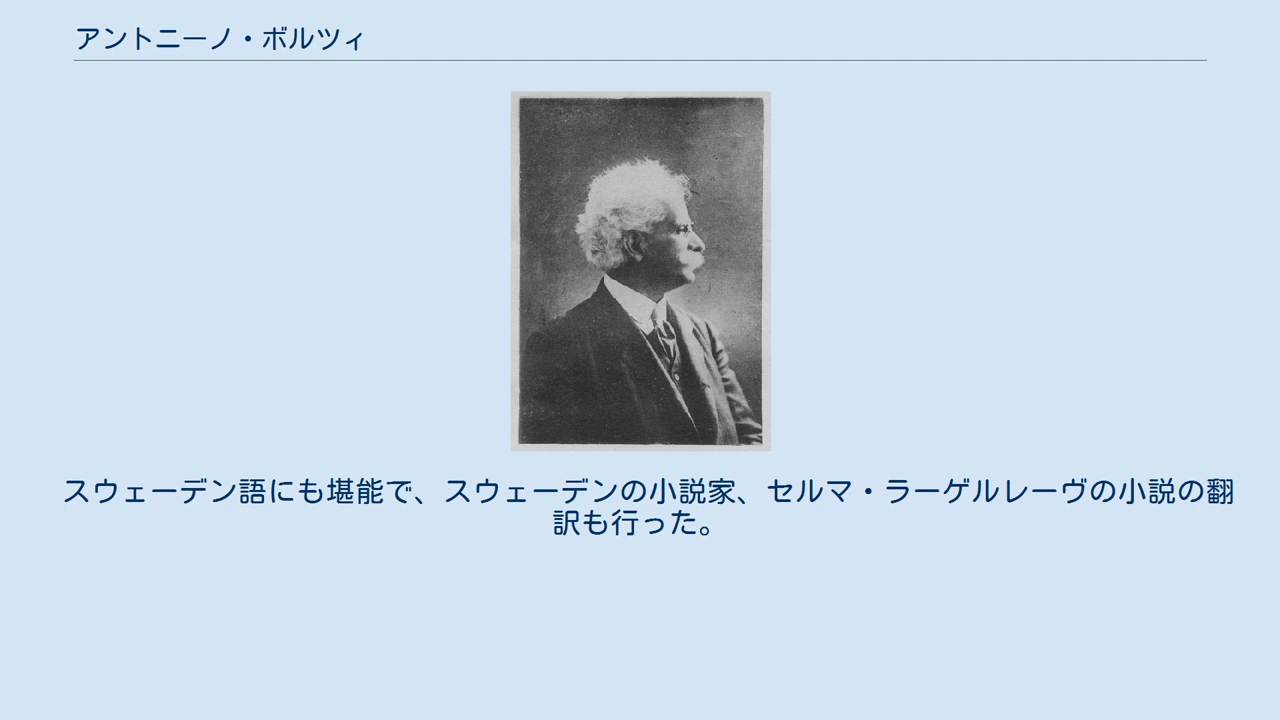 アントニーノ・ボルツィ
スウェーデン語にも堪能で、スウェーデンの小説家、セルマ・ラーゲルレーヴの小説の翻
訳も行った。